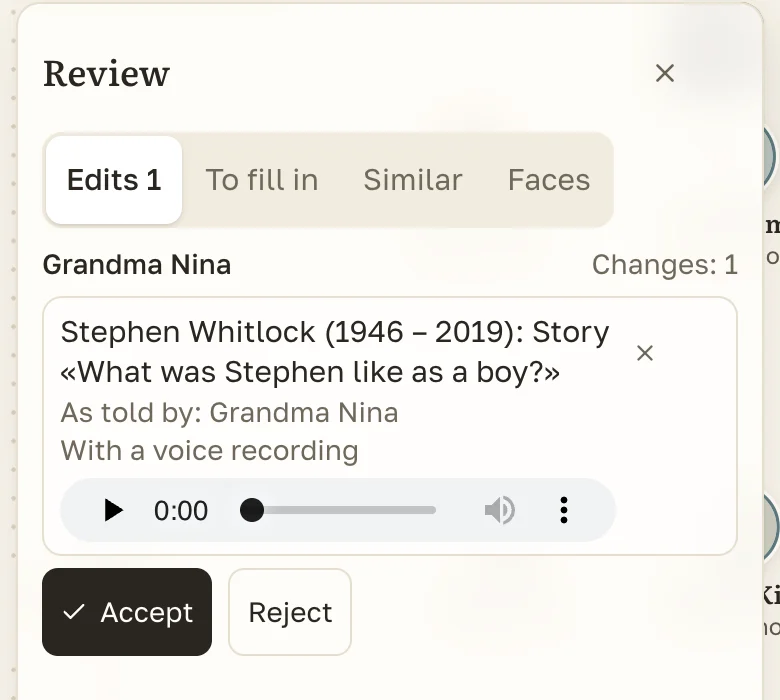 Review
Edits 1
To fill in
Similar
Faces
Grandma Nina
Changes: 1
Stephen Whitlock (1946 – 2019): Story
«What was Stephen like as a boy?»
As told by: Grandma Nina
With a voice recording
0:00
Accept
Reject